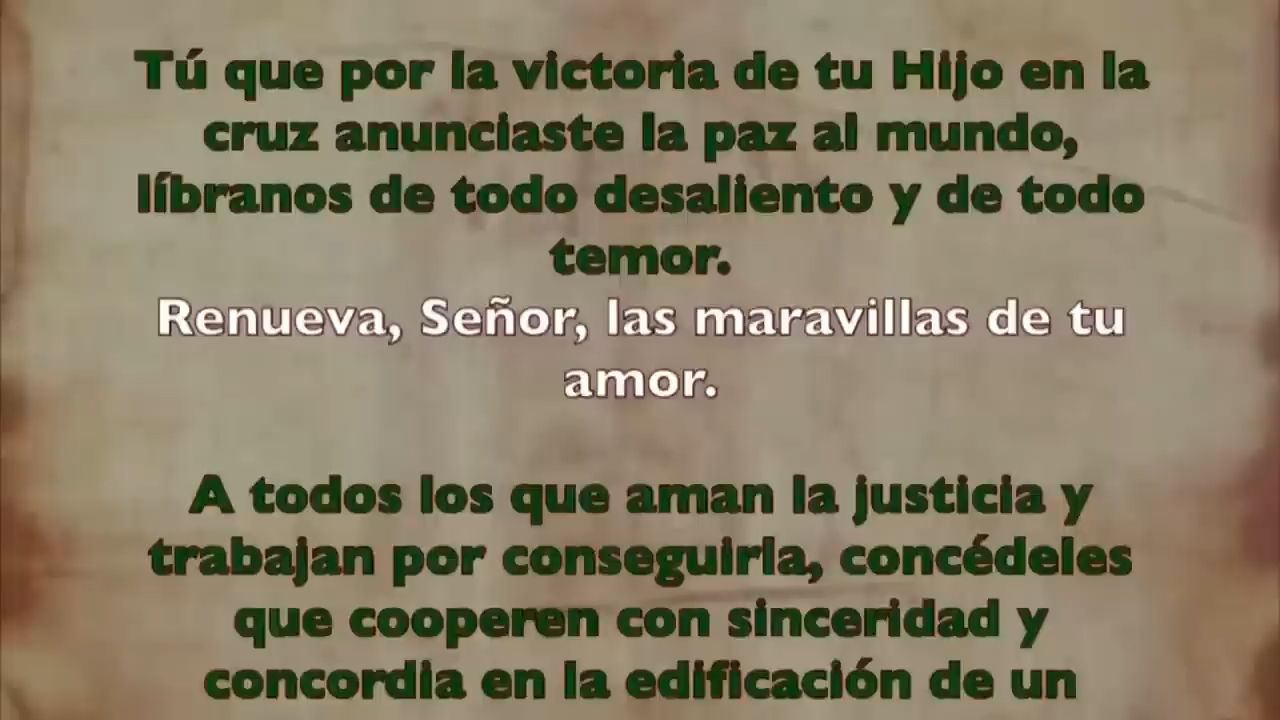 Tú que por la victoria de tu Hijo en la
cruz anunciaste la paz al mundo,
líbranos de todo desaliento y de todo
temor.
Renueva, Señor, las maravillas de tu
amor.
A todos los que aman la justicia y
trabajan por conseguirla, concédeles
que cooperen con sinceridad y
concordia en la edificación de un